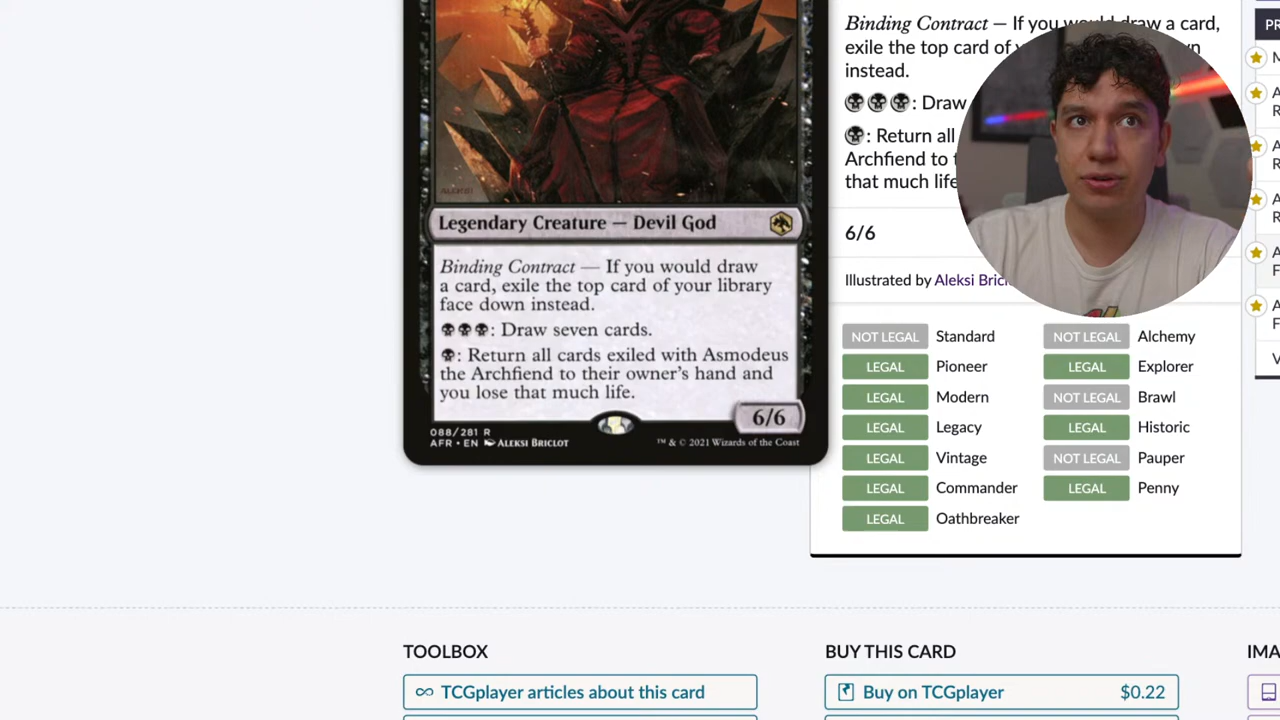 Legendary Creature — Devil God
Binding Contract — If you would draw
a card, exile the top card of your library
face down instead.
: Draw seven cards.
: Return all cards exiled with Asmodeus
the Archfiend to their owner's hand and
you lose that much life.
6/6
088/281 R
AFR • EN ALEKSI BRICLOT
™ & © 2021 Wizards of the Coast
Binding Contract — If you would draw a card,
exile the top card of
instead.
: Draw
: Return all
Archfiend to
that much life
6/6
Illustrated by Aleksi
NOT LEGAL Standard NOT LEGAL Alchemy
LEGAL Pioneer LEGAL Explorer
LEGAL Modern NOT LEGAL Brawl
LEGAL Legacy LEGAL Historic
LEGAL Vintage NOT LEGAL Pauper
LEGAL Commander LEGAL Penny
LEGAL Oathbreaker
TOOLBOX
TCGplayer articles about this card
BUY THIS CARD
Buy on TCGplayer $0.22